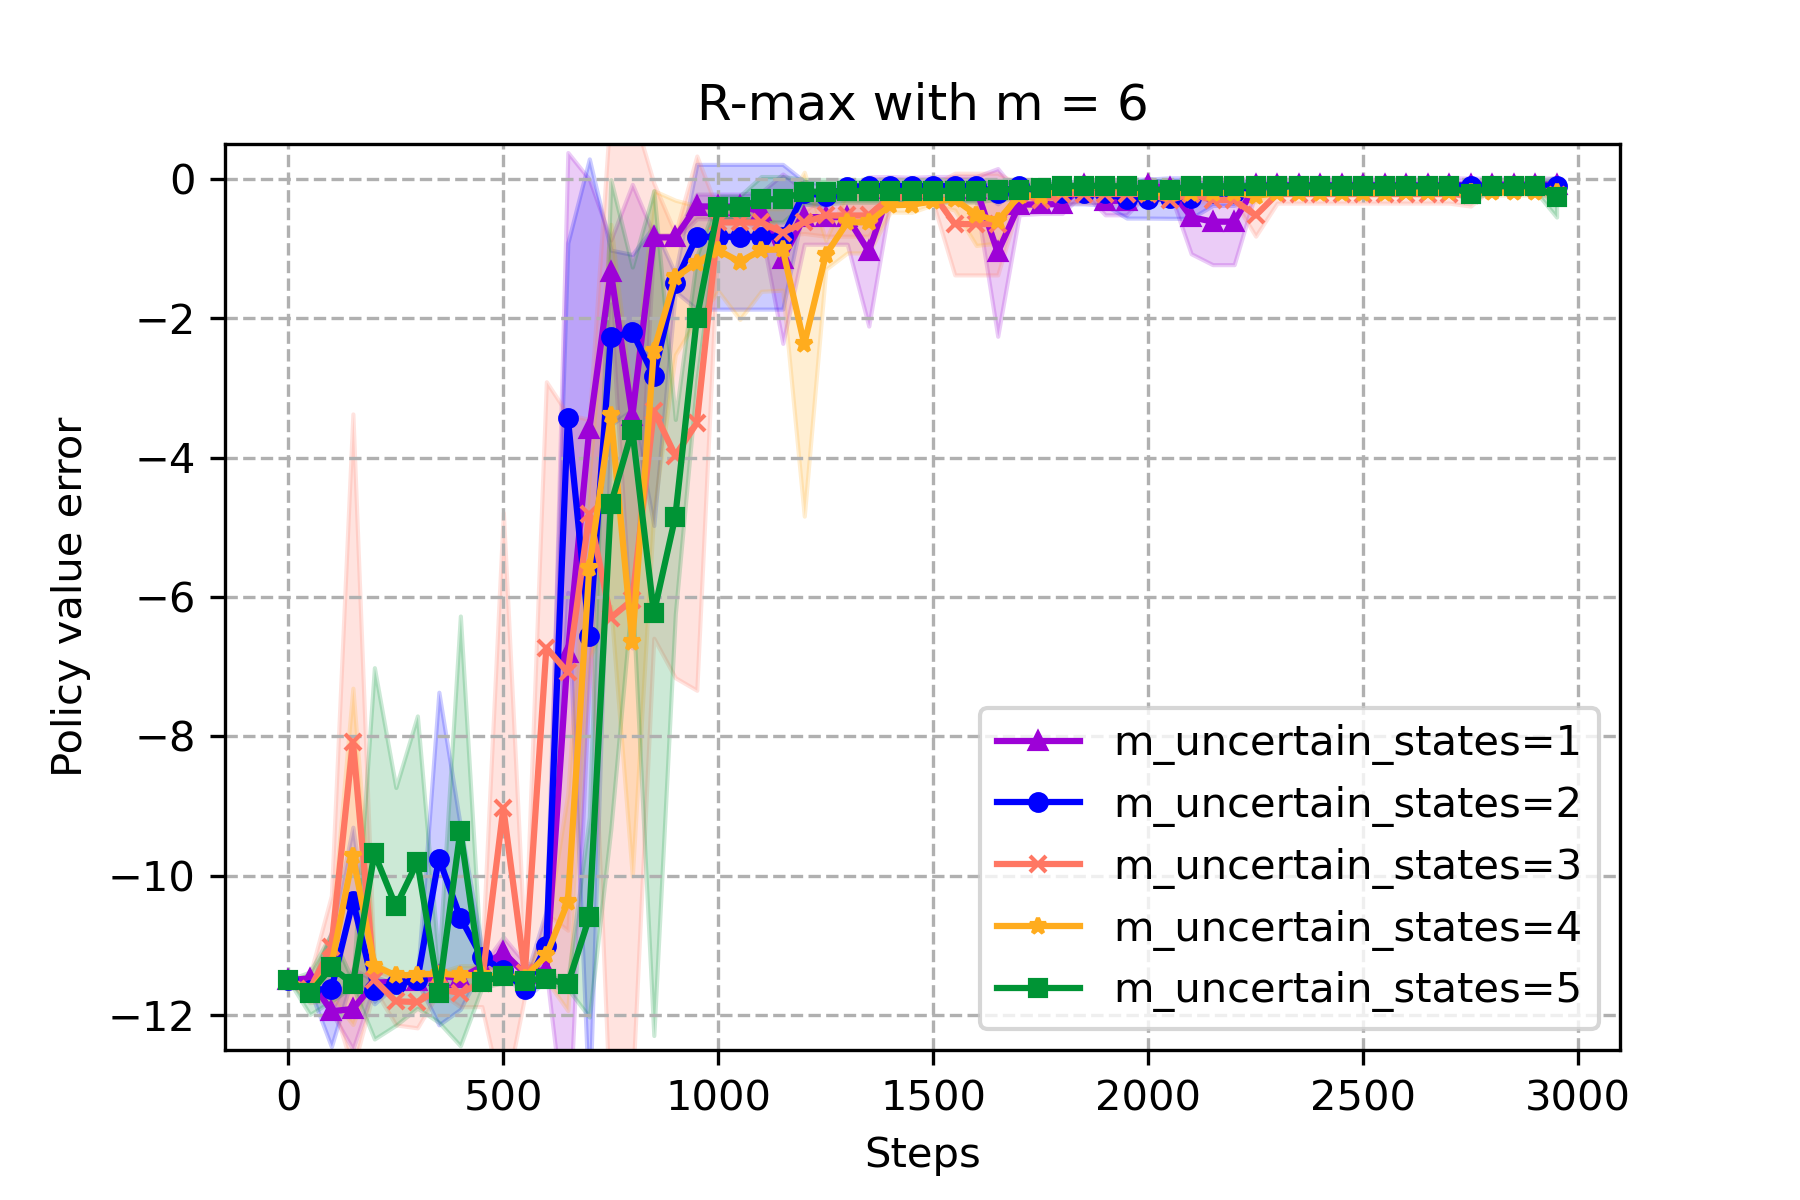 R-max with m = 6
Policy value error
0
−2
−4
−6
−8
−10
−12
m_uncertain_states=1
m_uncertain_states=2
m_uncertain_states=3
m_uncertain_states=4
m_uncertain_states=5
0 500 1000 1500 2000 2500 3000
Steps